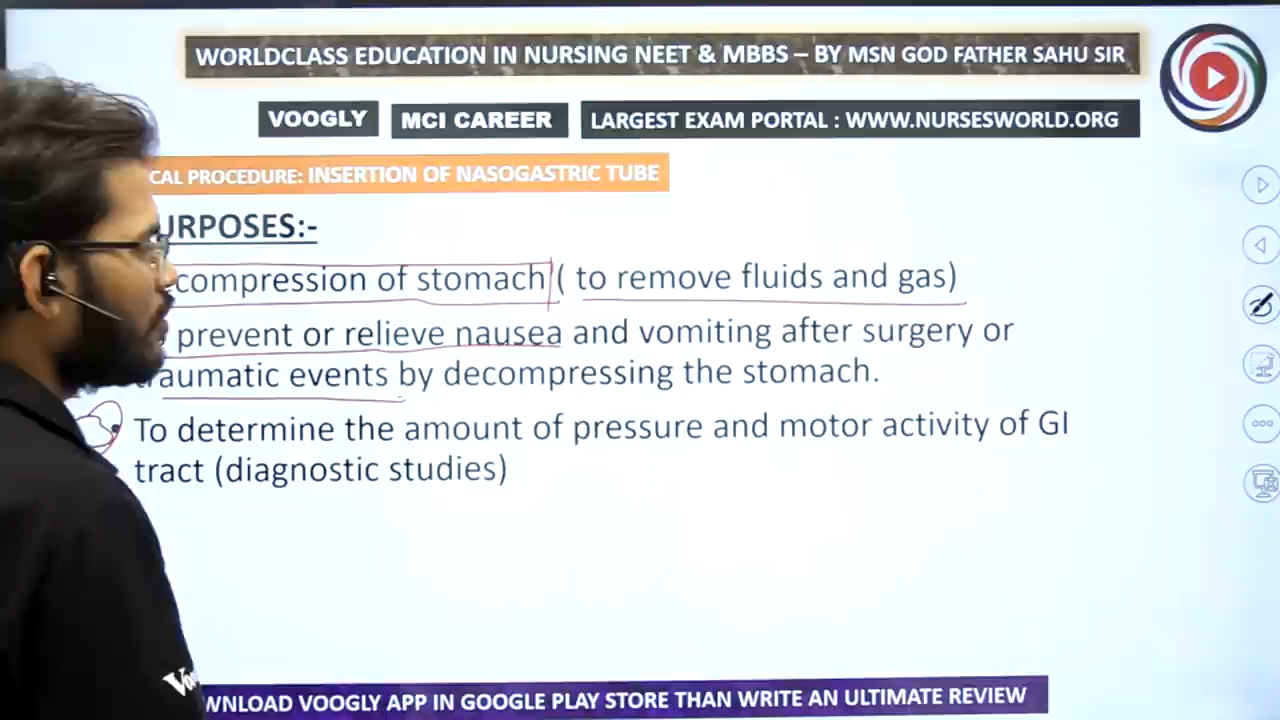 WORLDCLASS EDUCATION IN NURSING NEET & MBBS – BY MSN GOD FATHER SAHU SIR
VOOGLY MCI CAREER LARGEST EXAM PORTAL : WWW.NURSESWORLD.ORG
CAL PROCEDURE: INSERTION OF NASOGASTRIC TUBE
URPOSES:-
compression of stomach ( to remove fluids and gas)
prevent or relieve nausea and vomiting after surgery or
raumatic events by decompressing the stomach.
To determine the amount of pressure and motor activity of GI
tract (diagnostic studies)
WNLOAD VOOGLY APP IN GOOGLE PLAY STORE THAN WRITE AN ULTIMATE REVIEW